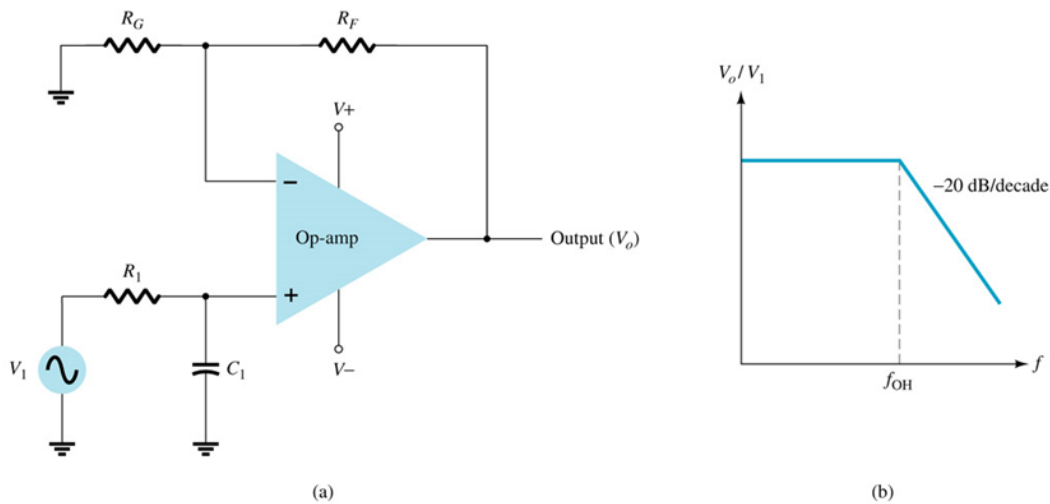 R_G
R_F
V+
−
Op-amp
Output (V_o)
R_1
+
V_1
C_1
V−
(a)
V_o / V_1
−20 dB/decade
f_OH
f
(b)